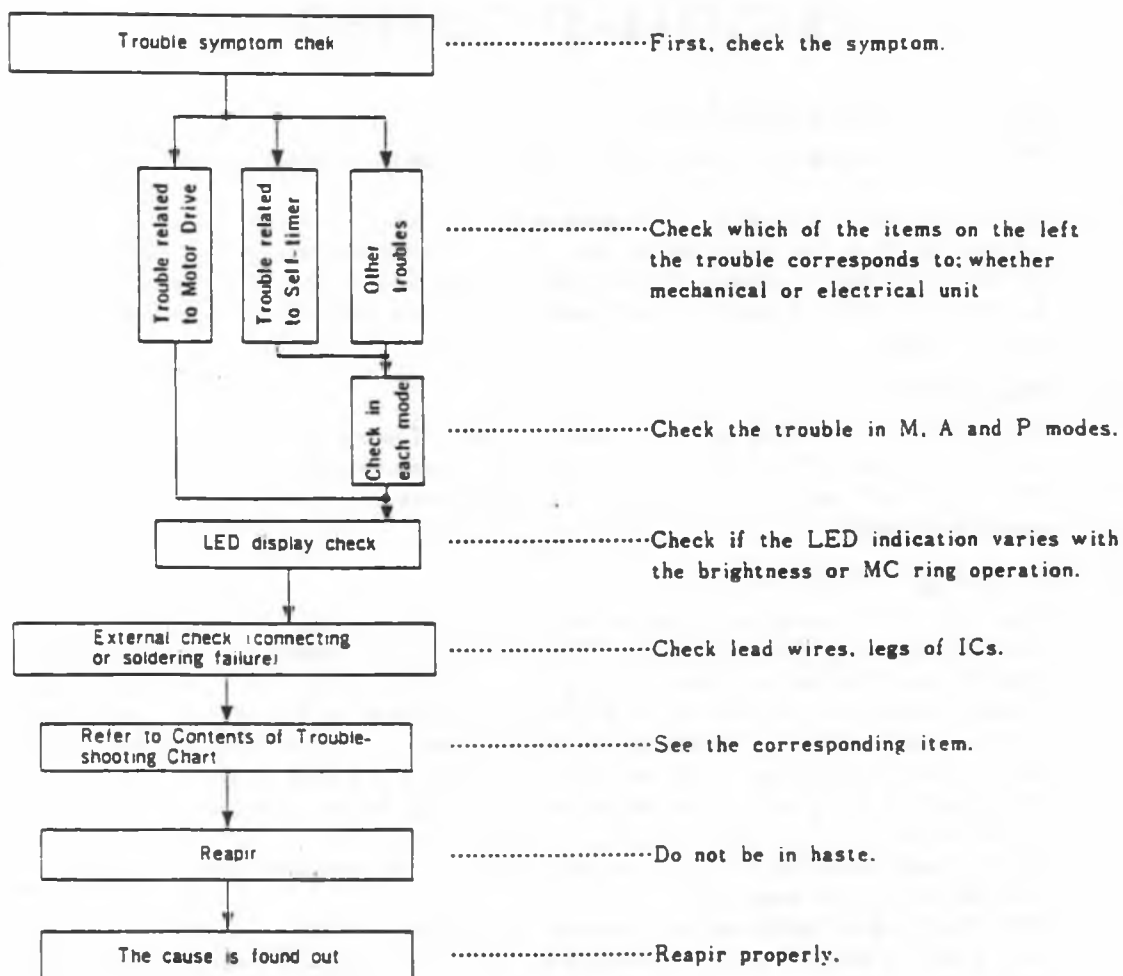 Trouble symptom chek
First, check the symptom.
Trouble related
to Motor Drive
Trouble related
to Self-timer
Other
troubles
Check which of the items on the left
the trouble corresponds to; whether
mechanical or electrical unit
Check in
each mode
Check the trouble in M, A and P modes.
LED display check
Check if the LED indication varies with
the brightness or MC ring operation.
External check (connecting
or soldering failure)
Check lead wires, legs of ICs.
Refer to Contents of Trouble-
shooting Chart
See the corresponding item.
Reapir
Do not be in haste.
The cause is found out
Reapir properly.